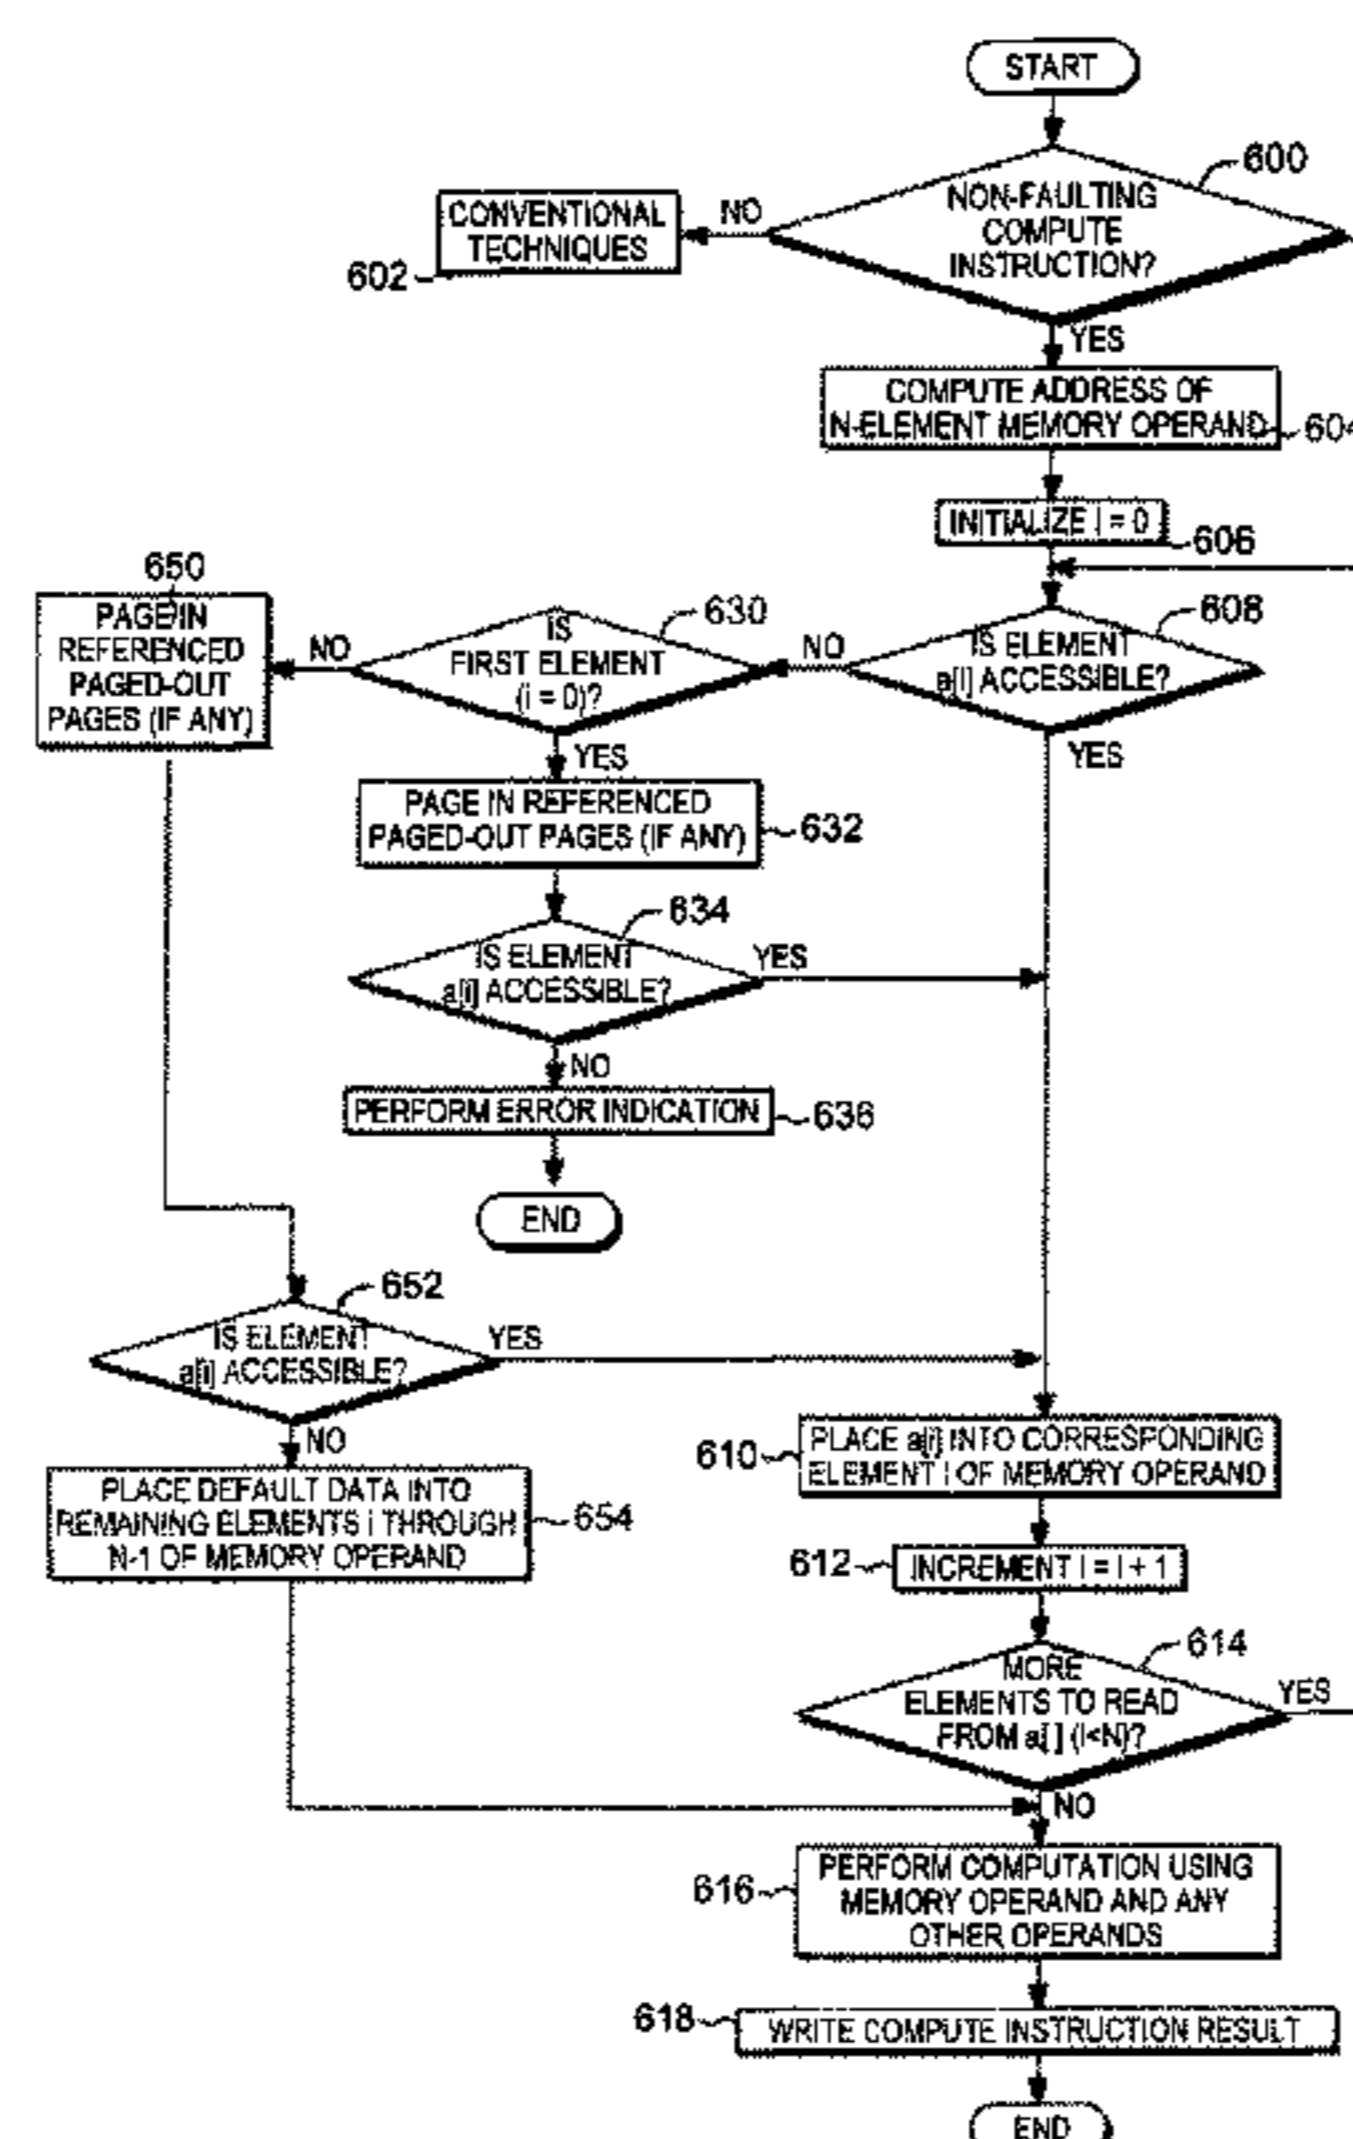 START
600
NON-FAULTING
COMPUTE
INSTRUCTION?
NO
CONVENTIONAL
TECHNIQUES
602
YES
COMPUTE ADDRESS OF
N-ELEMENT MEMORY OPERAND
604
INITIALIZE i = 0
606
608
IS ELEMENT
a[i] ACCESSIBLE?
NO
YES
630
IS
FIRST ELEMENT
(i = 0)?
NO
YES
650
PAGE IN
REFERENCED
PAGED-OUT
PAGES (IF ANY)
PAGE IN REFERENCED
PAGED-OUT PAGES (IF ANY)
632
634
IS ELEMENT
a[i] ACCESSIBLE?
YES
NO
PERFORM ERROR INDICATION
636
END
652
IS ELEMENT
a[i] ACCESSIBLE?
YES
NO
PLACE DEFAULT DATA INTO
REMAINING ELEMENTS i THROUGH
N-1 OF MEMORY OPERAND
654
610
PLACE a[i] INTO CORRESPONDING
ELEMENT i OF MEMORY OPERAND
612
INCREMENT i = i + 1
614
MORE
ELEMENTS TO READ
FROM a[ ] (i<N)?
YES
NO
616
PERFORM COMPUTATION USING
MEMORY OPERAND AND ANY
OTHER OPERANDS
618
WRITE COMPUTE INSTRUCTION RESULT
END